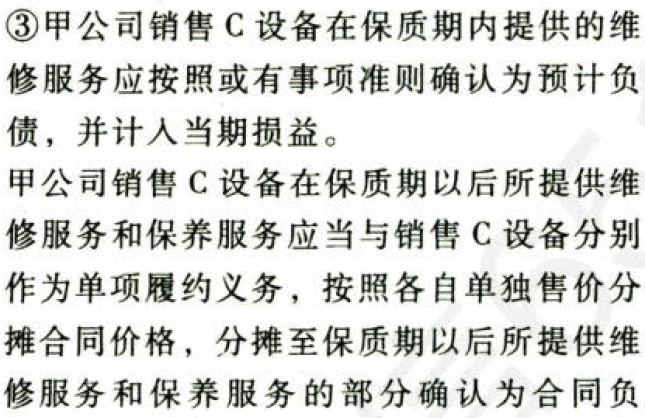 ③甲公司销售 C 设备在保质期内提供的维
修服务应按照或有事项准则确认为预计负
债，并计入当期损益。
甲公司销售 C 设备在保质期以后所提供维
修服务和保养服务应当与销售 C 设备分别
作为单项履约义务，按照各自单独售价分
摊合同价格，分摊至保质期以后所提供维
修服务和保养服务的部分确认为合同负